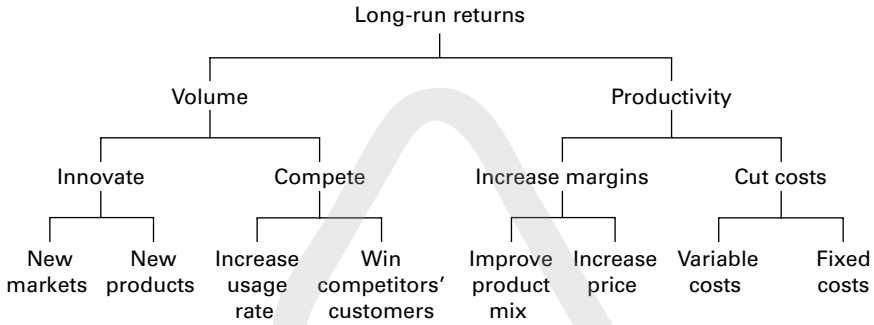 Long-run returns
Volume Productivity
Innovate Compete Increase margins Cut costs
New markets
New products
Increase usage rate
Win competitors’ customers
Improve product mix
Increase price
Variable costs
Fixed costs